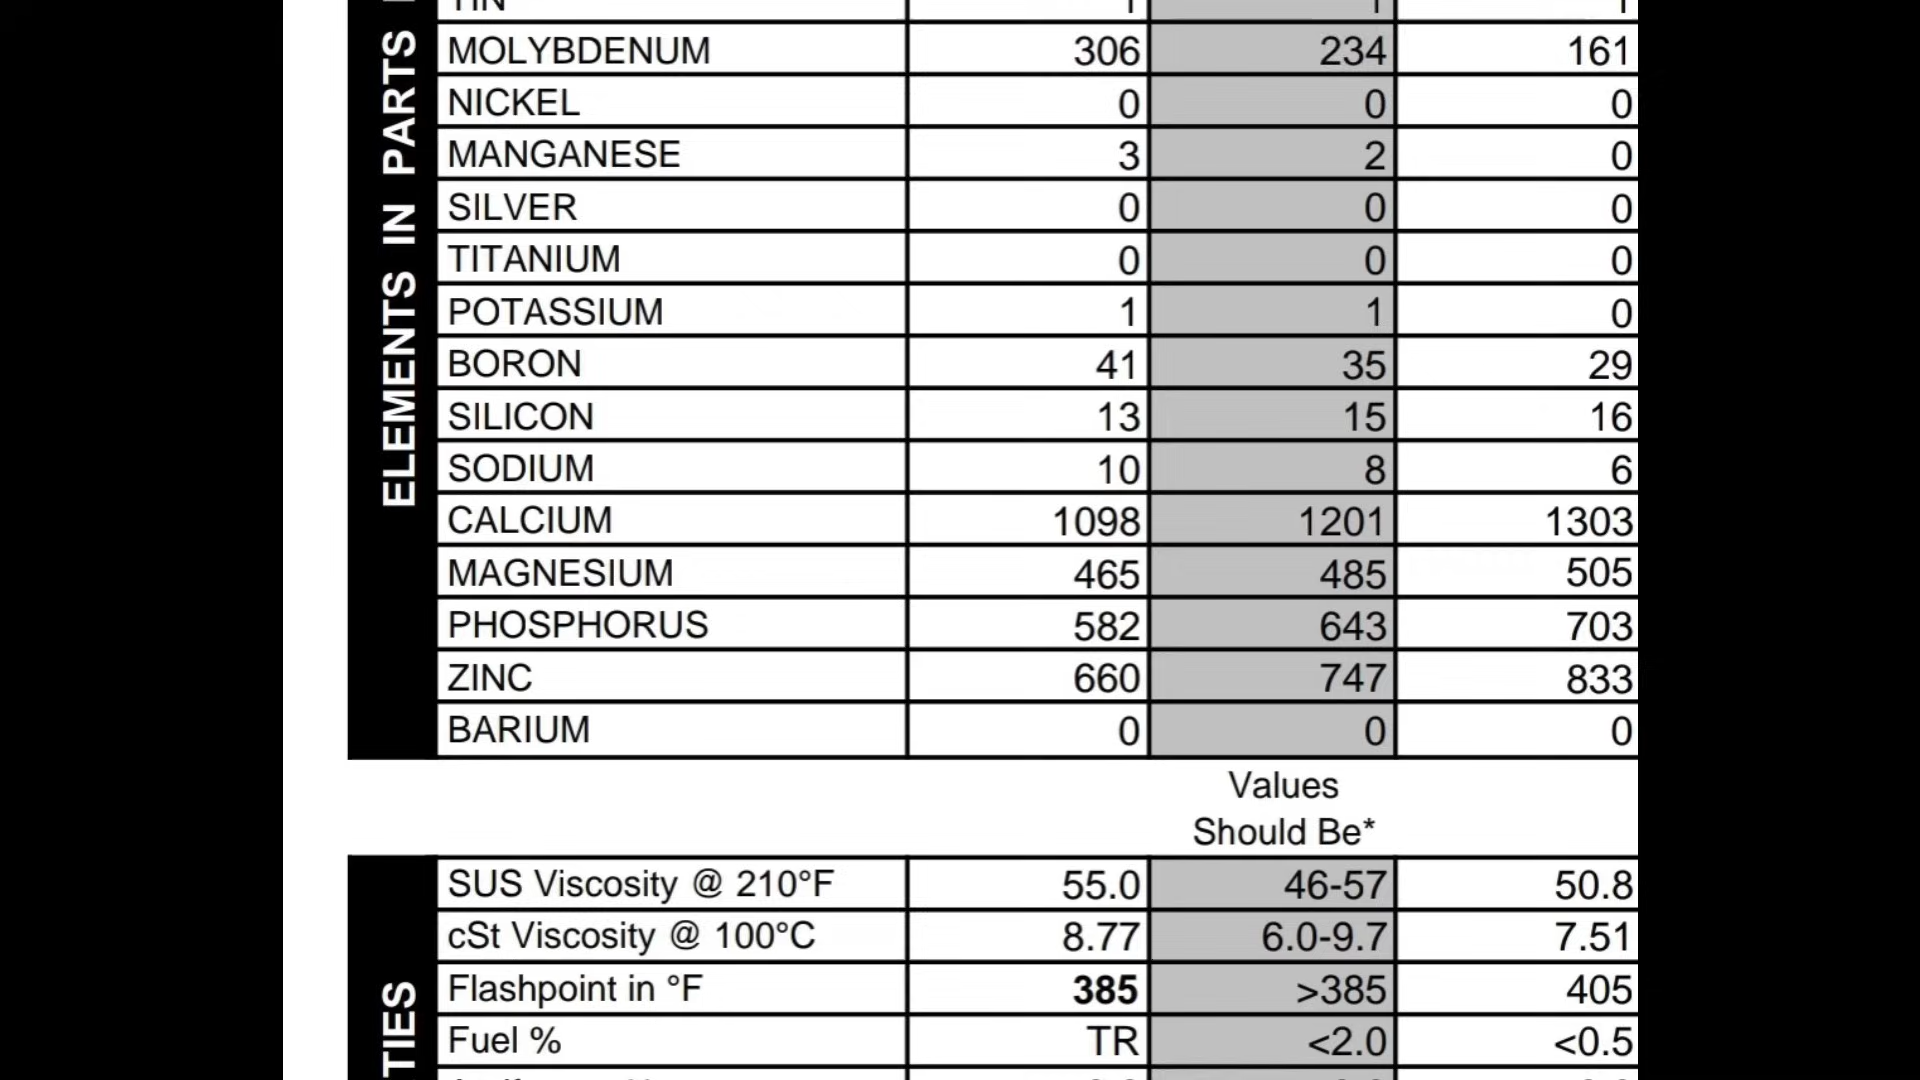 ELEMENTS IN PARTS
TIN 1 1 1
MOLYBDENUM 306 234 161
NICKEL 0 0 0
MANGANESE 3 2 0
SILVER 0 0 0
TITANIUM 0 0 0
POTASSIUM 1 1 0
BORON 41 35 29
SILICON 13 15 16
SODIUM 10 8 6
CALCIUM 1098 1201 1303
MAGNESIUM 465 485 505
PHOSPHORUS 582 643 703
ZINC 660 747 833
BARIUM 0 0 0
Values
Should Be*
TIES
SUS Viscosity @ 210°F 55.0 46-57 50.8
cSt Viscosity @ 100°C 8.77 6.0-9.7 7.51
Flashpoint in °F 385 >385 405
Fuel % TR <2.0 <0.5